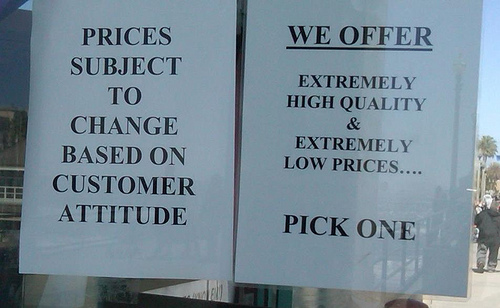 PRICES
SUBJECT
TO
CHANGE
BASED ON
CUSTOMER
ATTITUDE
WE OFFER
EXTREMELY
HIGH QUALITY
&
EXTREMELY
LOW PRICES....
PICK ONE